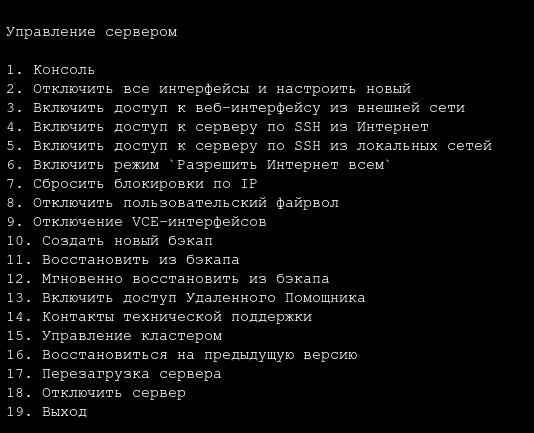 Управление сервером
1. Консоль
2. Отключить все интерфейсы и настроить новый
3. Включить доступ к веб-интерфейсу из внешней сети
4. Включить доступ к серверу по SSH из Интернет
5. Включить доступ к серверу по SSH из локальных сетей
6. Включить режим `Разрешить Интернет всем`
7. Сбросить блокировки по IP
8. Отключить пользовательский файрвол
9. Отключение VCE-интерфейсов
10. Создать новый бэкап
11. Восстановить из бэкапа
12. Мгновенно восстановить из бэкапа
13. Включить доступ Удаленного Помощника
14. Контакты технической поддержки
15. Управление кластером
16. Восстановиться на предыдущую версию
17. Перезагрузка сервера
18. Отключить сервер
19. Выход